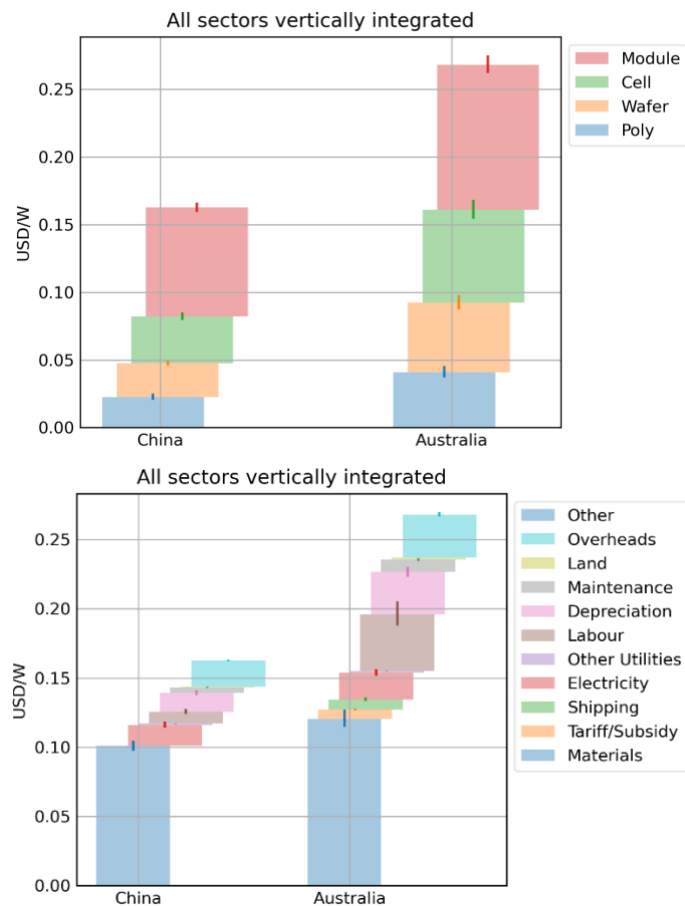 All sectors vertically integrated
Module
Cell
Wafer
Poly
USD/W
0.25
0.20
0.15
0.10
0.05
0.00
China
Australia
All sectors vertically integrated
Other
Overheads
Land
Maintenance
Depreciation
Labour
Other Utilities
Electricity
Shipping
Tariff/Subsidy
Materials
USD/W
0.25
0.20
0.15
0.10
0.05
0.00
China
Australia